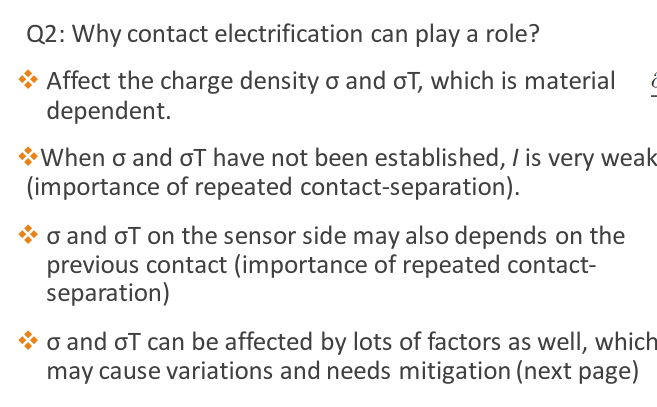 Q2: Why contact electrification can play a role?
Affect the charge density σ and σT, which is material
dependent.
When σ and σT have not been established, I is very weak
(importance of repeated contact-separation).
σ and σT on the sensor side may also depends on the
previous contact (importance of repeated contact-
separation)
σ and σT can be affected by lots of factors as well, which
may cause variations and needs mitigation (next page)